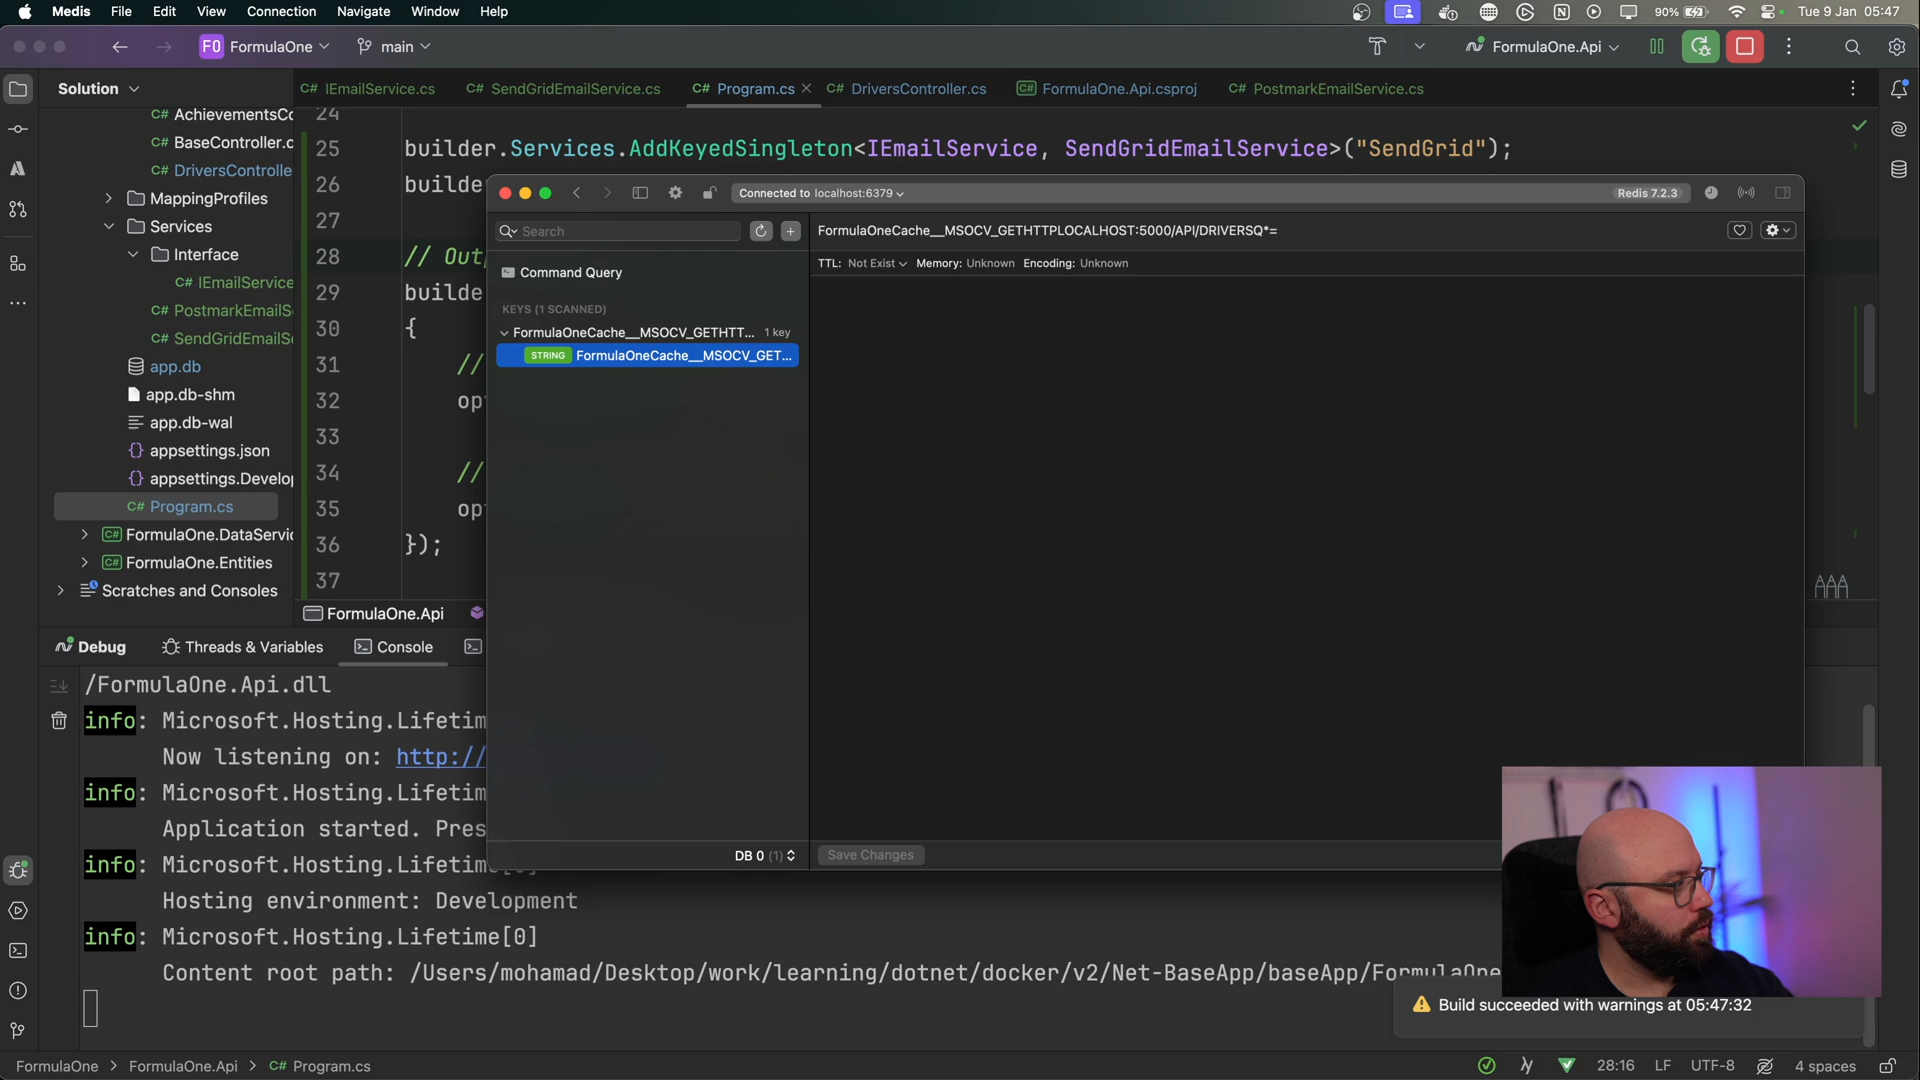 Medis File Edit View Connection Navigate Window Help
90% Tue 9 Jan 05:47
FO FormulaOne main FormulaOne.Api
Solution
IEmailService.cs SendGridEmailService.cs Program.cs DriversController.cs FormulaOne.Api.csproj PostmarkEmailService.cs
AchievementsCo
BaseController.c
DriversControlle
MappingProfiles
Services
Interface
IEmailService
PostmarkEmailS
SendGridEmailS
app.db
app.db-shm
app.db-wal
appsettings.json
appsettings.Develop
Program.cs
FormulaOne.DataServic
FormulaOne.Entities
Scratches and Consoles
24
25 builder.Services.AddKeyedSingleton<IEmailService, SendGridEmailService>("SendGrid");
26 builde
27
28 // Out
29 builde
30 {
31 //
32 op
33
34 //
35 op
36 });
37
Connected to localhost:6379 Redis 7.2.3
Search
Command Query
KEYS (1 SCANNED)
FormulaOneCache__MSOCV_GETHTT... 1 key
STRING FormulaOneCache__MSOCV_GET...
DB 0 (1)
FormulaOneCache__MSOCV_GETHTTPLOCALHOST:5000/API/DRIVERSQ*=
TTL: Not Exist Memory: Unknown Encoding: Unknown
Save Changes
FormulaOne.Api
Debug Threads & Variables Console
/FormulaOne.Api.dll
info: Microsoft.Hosting.Lifetim
Now listening on: http://
info: Microsoft.Hosting.Lifetim
Application started. Pres
info: Microsoft.Hosting.Lifetime[0]
Hosting environment: Development
info: Microsoft.Hosting.Lifetime[0]
Content root path: /Users/mohamad/Desktop/work/learning/dotnet/docker/v2/Net-BaseApp/baseApp/FormulaOne
Build succeeded with warnings at 05:47:32
FormulaOne > FormulaOne.Api > C# Program.cs
28:16 LF UTF-8 4 spaces